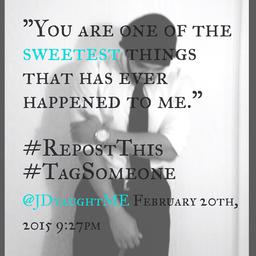 "You are one of the
sweetest things
that has ever
happened to me."
#RepostThis
#TagSomeone
@JDtaughtME February 20th,
2015 9:27pm